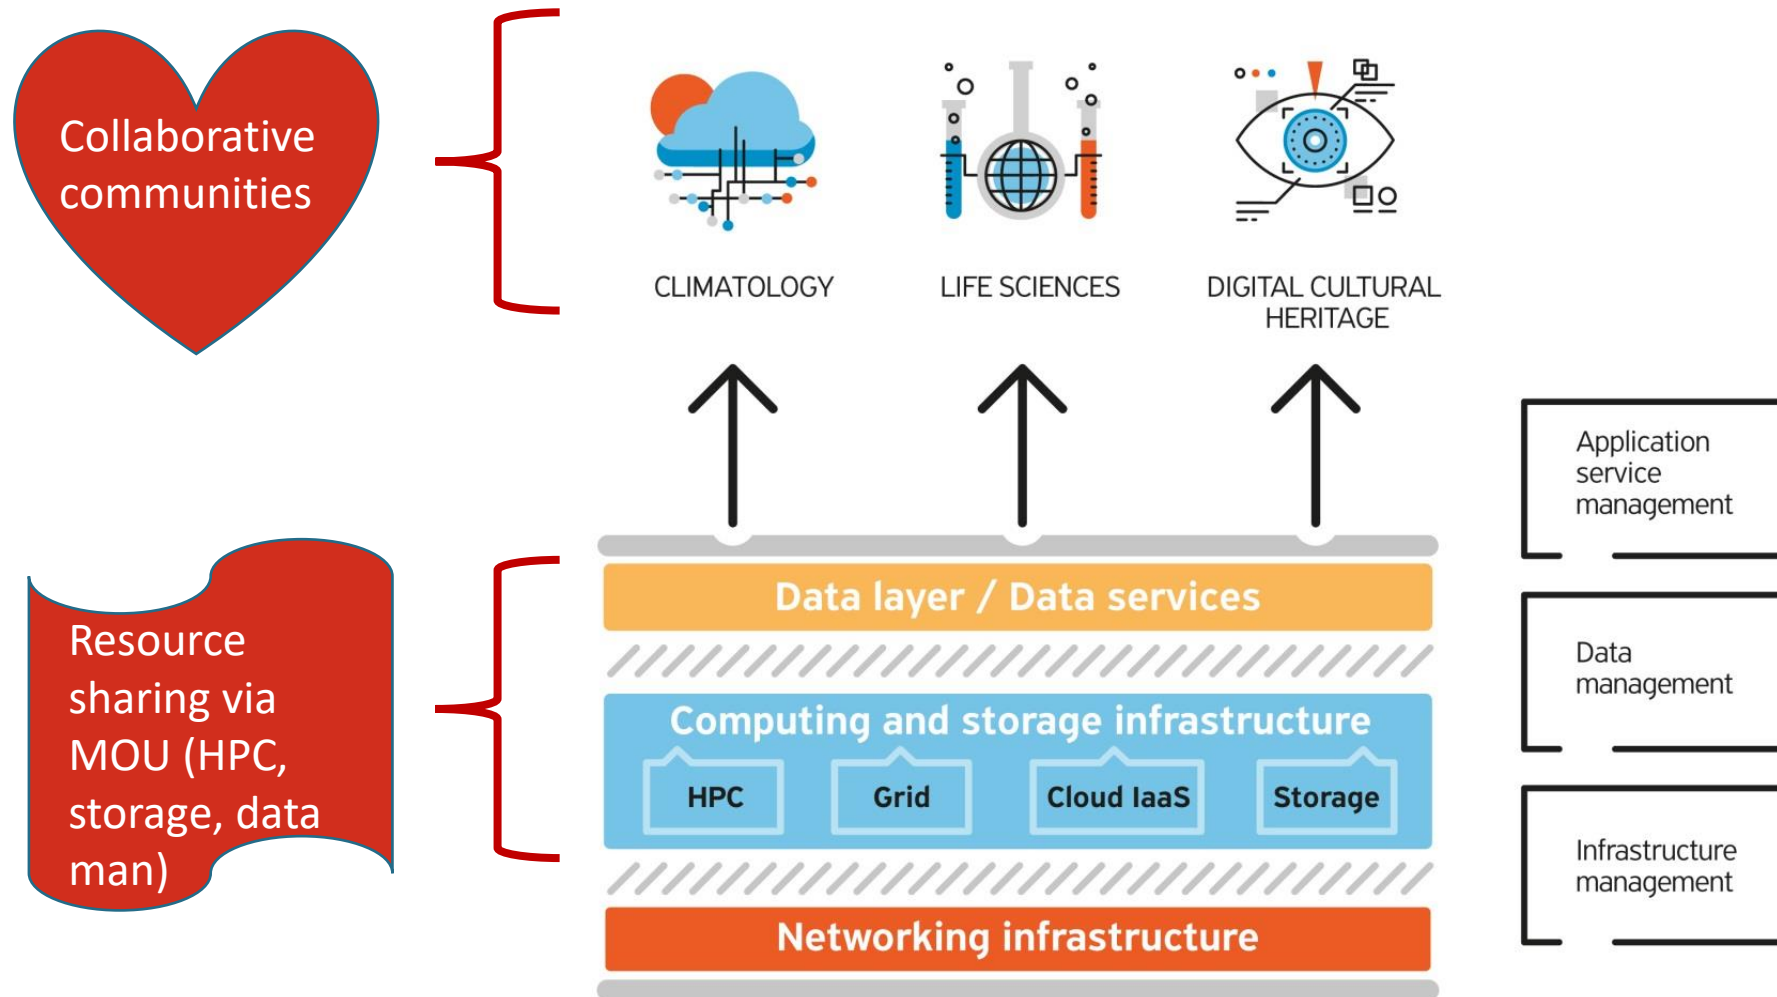 Collaborative
communities
CLIMATOLOGY
LIFE SCIENCES
DIGITAL CULTURAL
HERITAGE
Application
service
management
Resource
sharing via
MOU (HPC,
storage, data
man)
Data layer / Data services
Data
management
Computing and storage infrastructure
HPC
Grid
Cloud IaaS
Storage
Infrastructure
management
Networking infrastructure